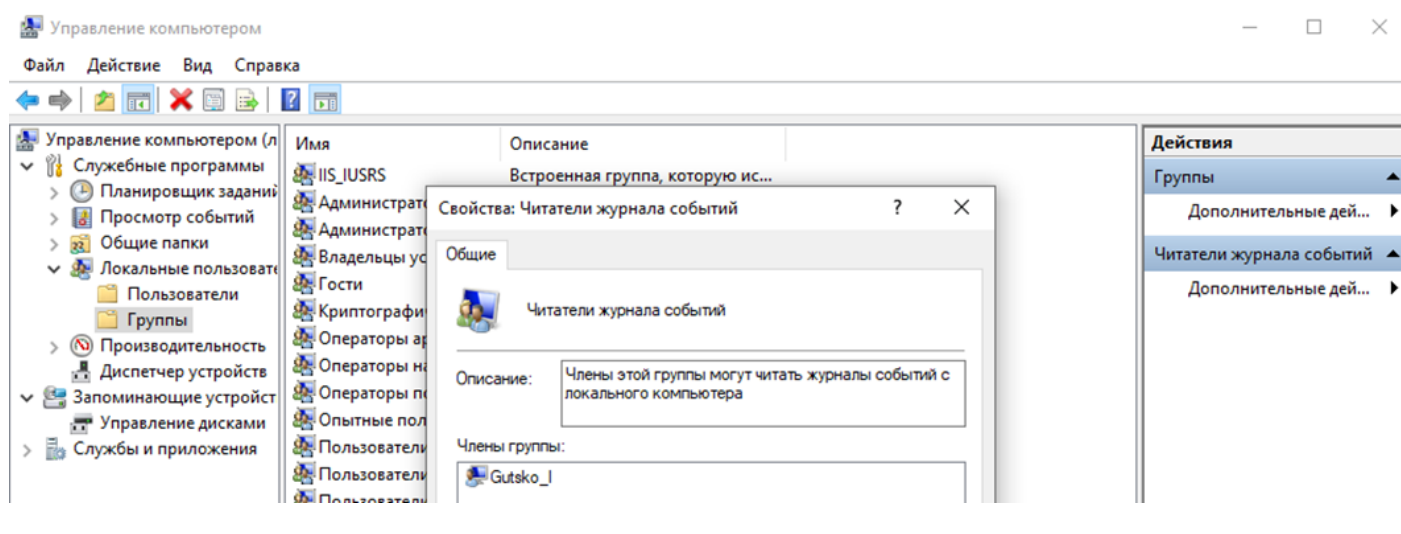 Управление компьютером
Файл Действие Вид Справка
Управление компьютером (л
Служебные программы
Планировщик заданий
Просмотр событий
Общие папки
Локальные пользовате
Пользователи
Группы
Производительность
Диспетчер устройств
Запоминающие устройст
Управление дисками
Службы и приложения
Имя Описание
IIS_IUSRS Встроенная группа, которую ис...
Администрат
Администрат
Владельцы ус
Гости
Криптографи
Операторы ар
Операторы на
Операторы по
Опытные пол
Пользователи
Пользователи
Пользователи
Свойства: Читатели журнала событий ?
Общие
Читатели журнала событий
Описание: Члены этой группы могут читать журналы событий с
локального компьютера
Члены группы:
Gutsko_I
Действия
Группы
Дополнительные дей...
Читатели журнала событий
Дополнительные дей...